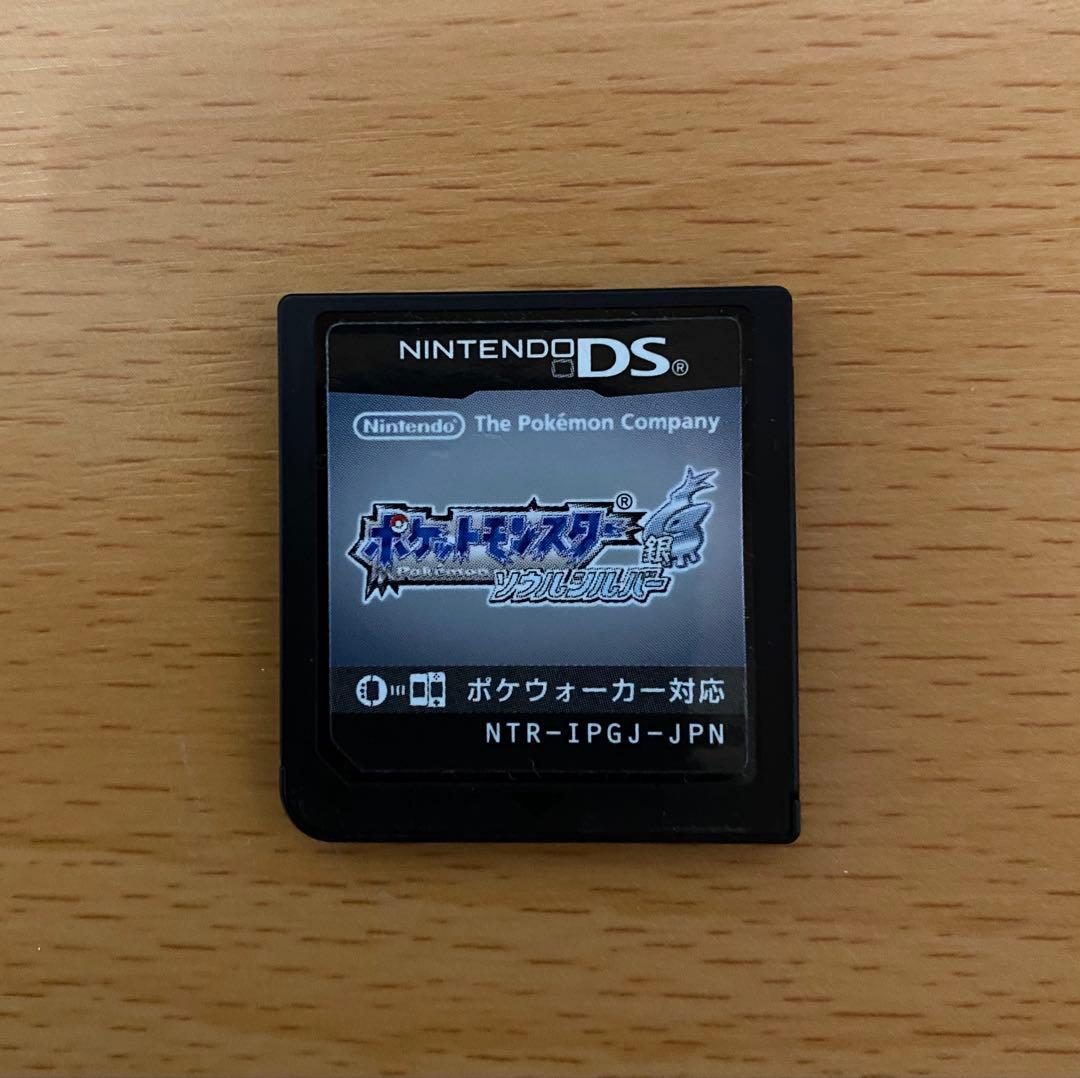 NINTENDO DS®
Nintendo® The Pokémon Company
ポケットモンスター®
Pokémon
銀
ソウルシルバー
ポケウォーカー対応
NTR-IPGJ-JPN